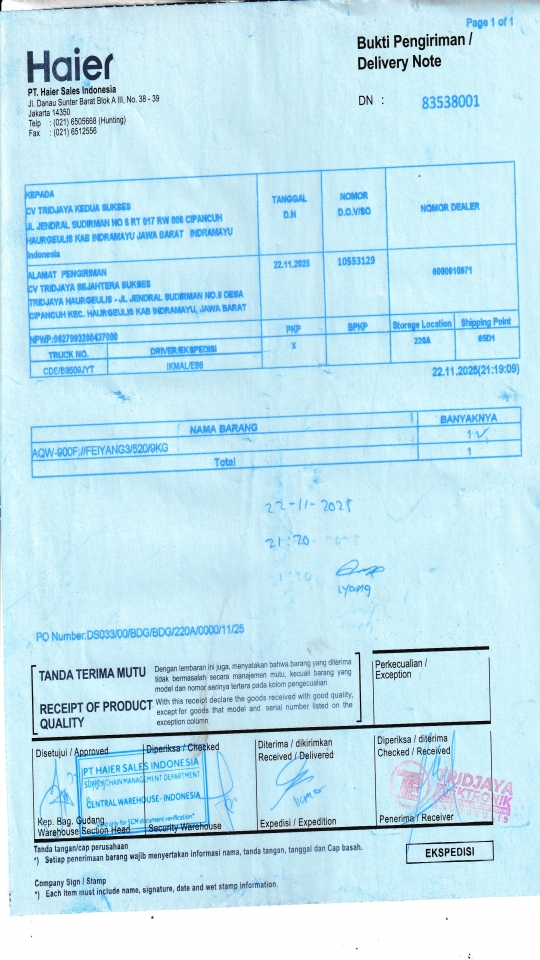 Page 1 of 1
Haier
Bukti Pengiriman /
Delivery Note
PT. Haier Sales Indonesia
Jl. Danau Sunter Barat Blok A III, No. 38 - 39
Jakarta 14350
Telp : (021) 6505668 (Hunting)
Fax : (021) 6512556
DN : 83538001
KEPADA
CV TRIDJAYA KEDUA SUKSES
JL JENDRAL SUDIRMAN NO 8 RT 017 RW 008 CIPANCUH
HAURGEULIS KAB INDRAMAYU JAWA BARAT INDRAMAYU
Indonesia
TANGGAL
D.N
NOMOR
D.O.V/SO
NOMOR DEALER
ALAMAT PENGIRIMAN
CV TRIDJAYA SEJAHTERA SUKSES
TRIDJAYA HAURGEULIS - JL JENDRAL SUDIRMAN NO.8 DESA
CIPANCUH KEC. HAURGEULIS KAB INDRAMAYU, JAWA BARAT
22.11.2025
10553129
NPWP:
PKP
BPKP
Storage Location
Shipping Point
TRUCK NO.
DRIVER/EKSPEDISI
X
220A
65D1
CDE/B9509JYT
IKMAL/E86
22.11.2025(21:19:09)
NAMA BARANG
BANYAKNYA
AQW-900F,//FEIYANG3/520/9KG
1
Total
1
22-11-2025
21:20
Iyang
PO Number:DS033/00/BDG/BDG/220A/0000/11/25
TANDA TERIMA MUTU
Dengan lembaran ini juga, menyatakan bahwa barang yang diterima
tidak bermasalah secara manajemen mutu, kecuali barang yang
model dan nomor serinya tertera pada kolom pengecualian
RECEIPT OF PRODUCT
QUALITY
With this receipt declare the goods received with good quality,
except for goods that model and serial number listed on the
exception column
Perkecualian /
Exception
Disetujui / Approved
Diperiksa / Checked
Diterima / dikirimkan
Received / Delivered
Diperiksa / diterima
Checked / Received
PT HAIER SALES INDONESIA
SUPPLY CHAIN MANAGEMENT DEPARTMENT
CENTRAL WAREHOUSE - INDONESIA
only for SCM document verification*
TRIDJAYA
ELEKTRONIK
Kep. Bag. Gudang
Warehouse Section Head
Security Warehouse
Expedisi / Expedition
Penerima / Receiver
Tanda tangan/cap perusahaan
*) Setiap penerimaan barang wajib menyertakan informasi nama, tanda tangan, tanggal dan Cap basah.
EKSPEDISI
Company Sign / Stamp
*) Each item must include name, signature, date and wet stamp information.